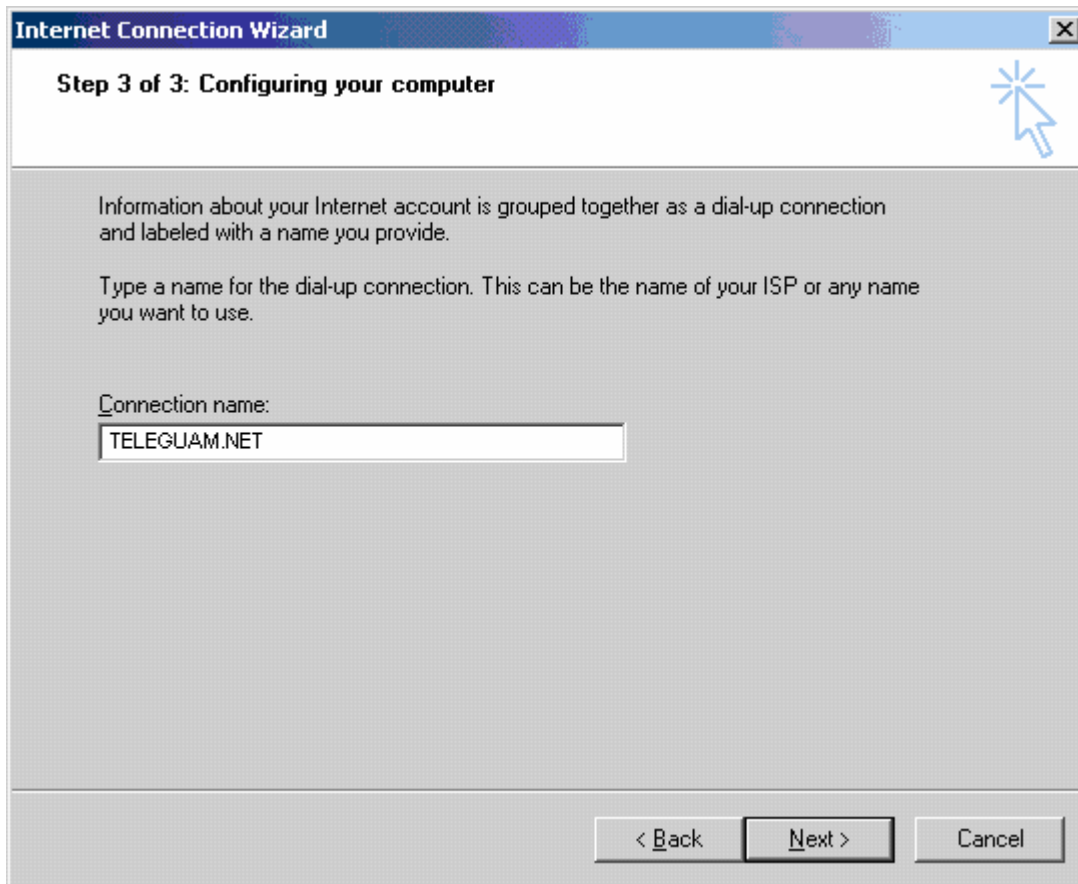 Internet Connection Wizard
Step 3 of 3: Configuring your computer
Information about your Internet account is grouped together as a dial-up connection
and labeled with a name you provide.
Type a name for the dial-up connection. This can be the name of your ISP or any name
you want to use.
Connection name:
TELEGUAM.NET
< Back
Next >
Cancel